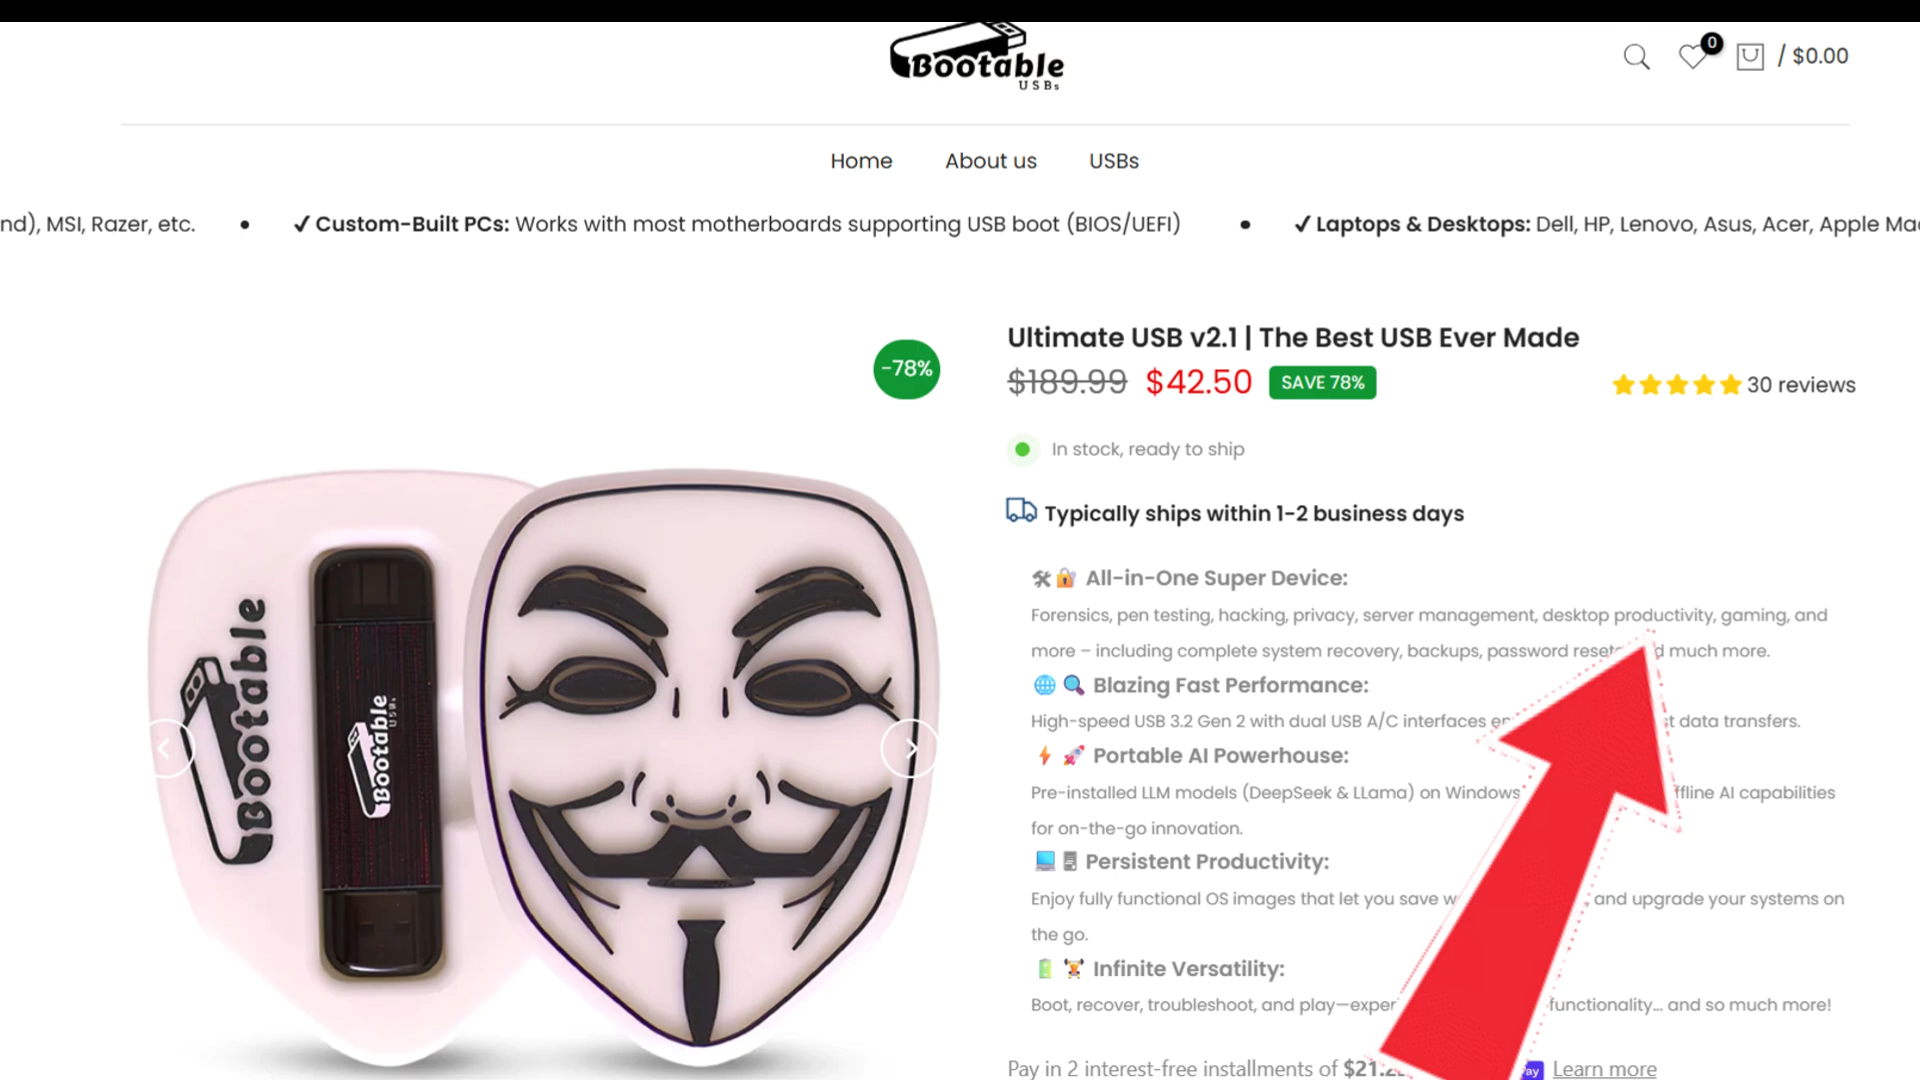 Bootable
USBs
0
/ $0.00
Home About us USBs
nd), MSI, Razer, etc. • ✓ Custom-Built PCs: Works with most motherboards supporting USB boot (BIOS/UEFI) • ✓ Laptops & Desktops: Dell, HP, Lenovo, Asus, Acer, Apple Ma
-78%
Ultimate USB v2.1 | The Best USB Ever Made
$189.99 $42.50 SAVE 78%
30 reviews
In stock, ready to ship
Typically ships within 1-2 business days
All-in-One Super Device:
Forensics, pen testing, hacking, privacy, server management, desktop productivity, gaming, and
more – including complete system recovery, backups, password reset d much more.
Blazing Fast Performance:
High-speed USB 3.2 Gen 2 with dual USB A/C interfaces t data transfers.
Portable AI Powerhouse:
Pre-installed LLM models (DeepSeek & LLama) on Windows ffline AI capabilities
for on-the-go innovation.
Persistent Productivity:
Enjoy fully functional OS images that let you save and upgrade your systems on
the go.
Infinite Versatility:
Boot, recover, troubleshoot, and play—exper functionality... and so much more!
Pay in 2 interest-free installments of $21.2 ay Learn more
Bootable
Bootable
USBs